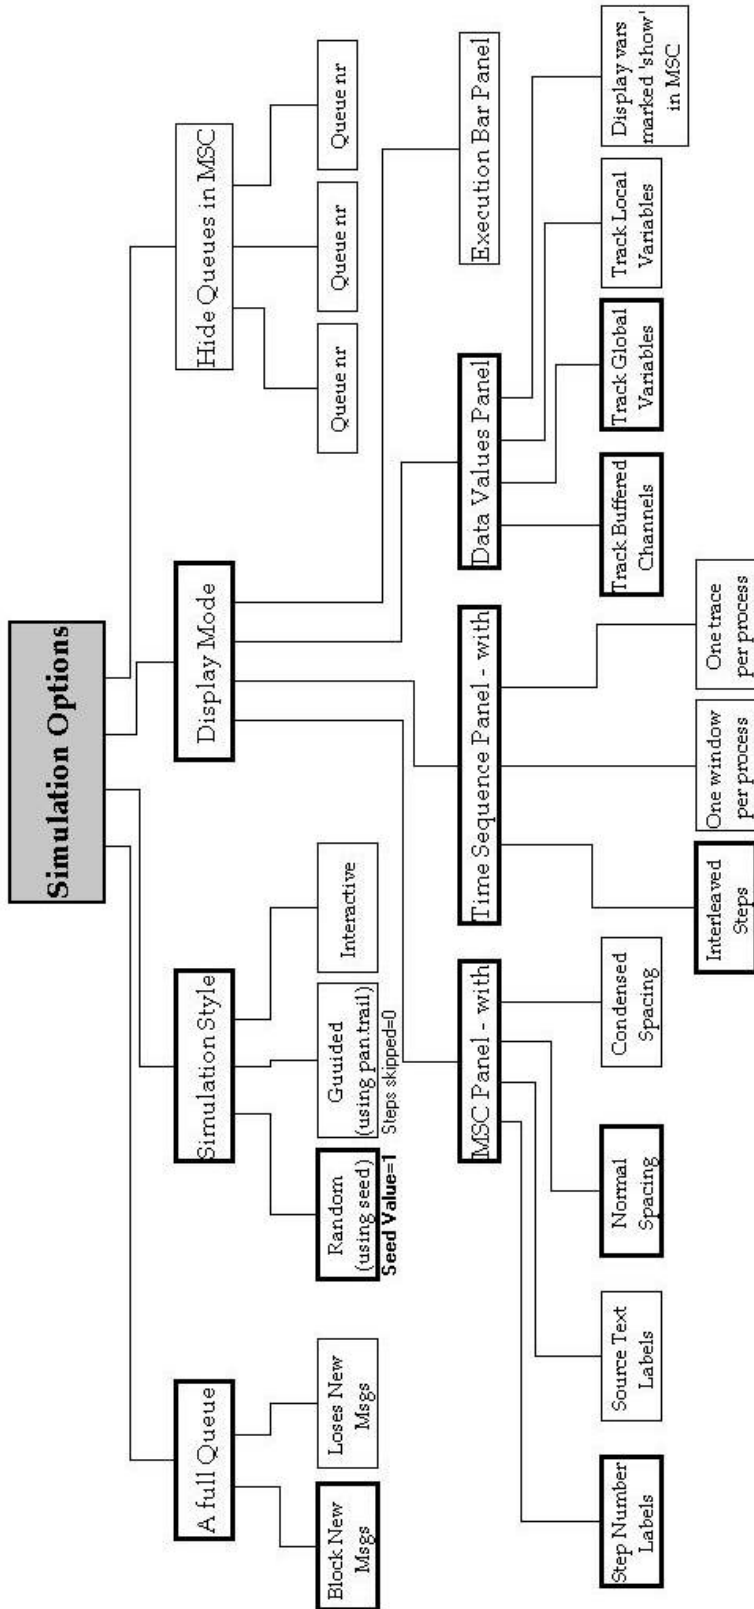 Simulation Options
A full Queue
Simulation Style
Display Mode
Hide Queues in MSC
Block New
Msgs
Loses New
Msgs
Random
(using seed)
Seed Value=1
Guuided
(using pan.trail)
Steps skipped=0
Interactive
Queue nr
Queue nr
Queue nr
MSC Panel - with
Time Sequence Panel - with
Data Values Panel
Execution Bar Panel
Step Number
Labels
Source Text
Labels
Normal
Spacing
Condensed
Spacing
Interleaved
Steps
One window
per process
One trace
per process
Track Buffered
Channels
Track Global
Variables
Track Local
Variables
Display vars
marked 'show'
in MSC